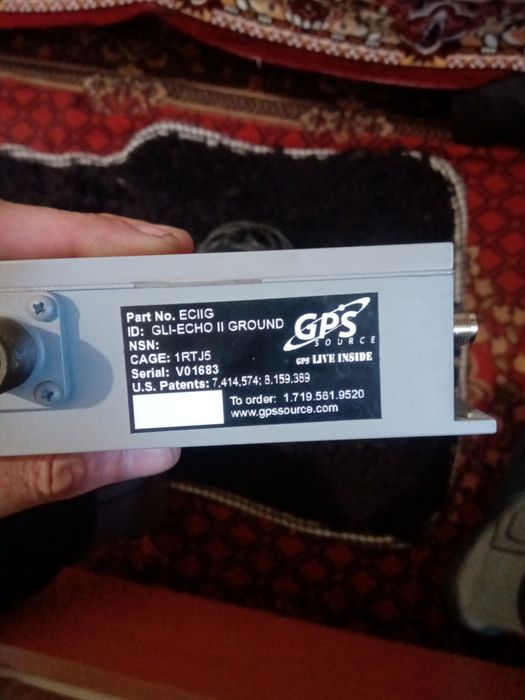 Part No. ECIIG
ID: GLI-ECHO II GROUND
NSN:
CAGE: 1RTJ5
Serial: V01683
U.S. Patents: 7,414,574; 8,159,389
GPS
SOURCE
GPS LIVE INSIDE
To order: 1.719.561.9520
www.gpssource.com